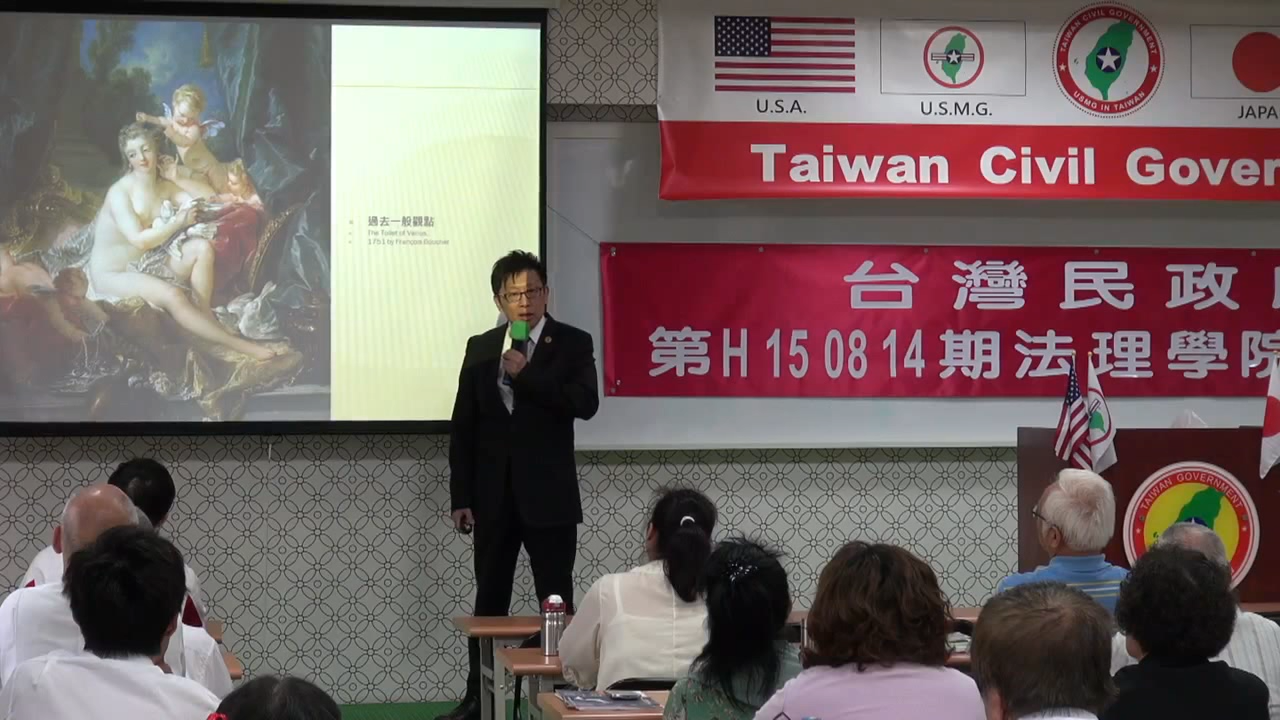 過去一般觀點
The Toilet of Venus,
1751 by François Boucher
U.S.A.
U.S.M.G.
TAIWAN CIVIL GOVERNMENT
USMG IN TAIWAN
JAPA
Taiwan Civil Gover
台灣民政
第H 15 08 14期法理學院
TAIWAN GOVERNMENT